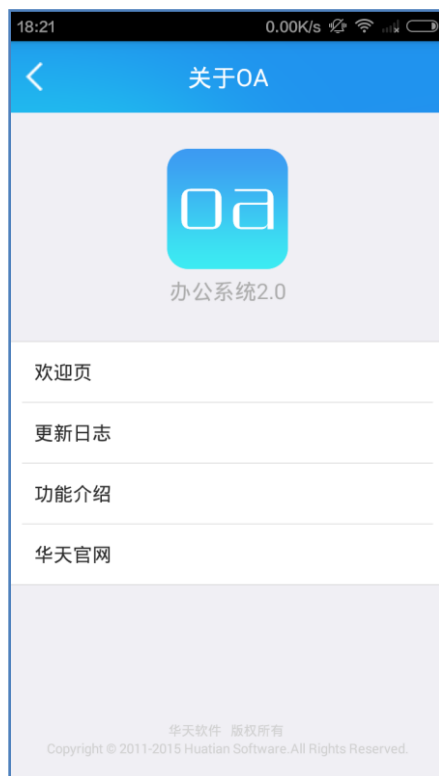 18:21 0.00K/s
关于OA
oa
办公系统2.0
欢迎页
更新日志
功能介绍
华天官网
华天软件 版权所有
Copyright © 2011-2015 Huatian Software.All Rights Reserved.